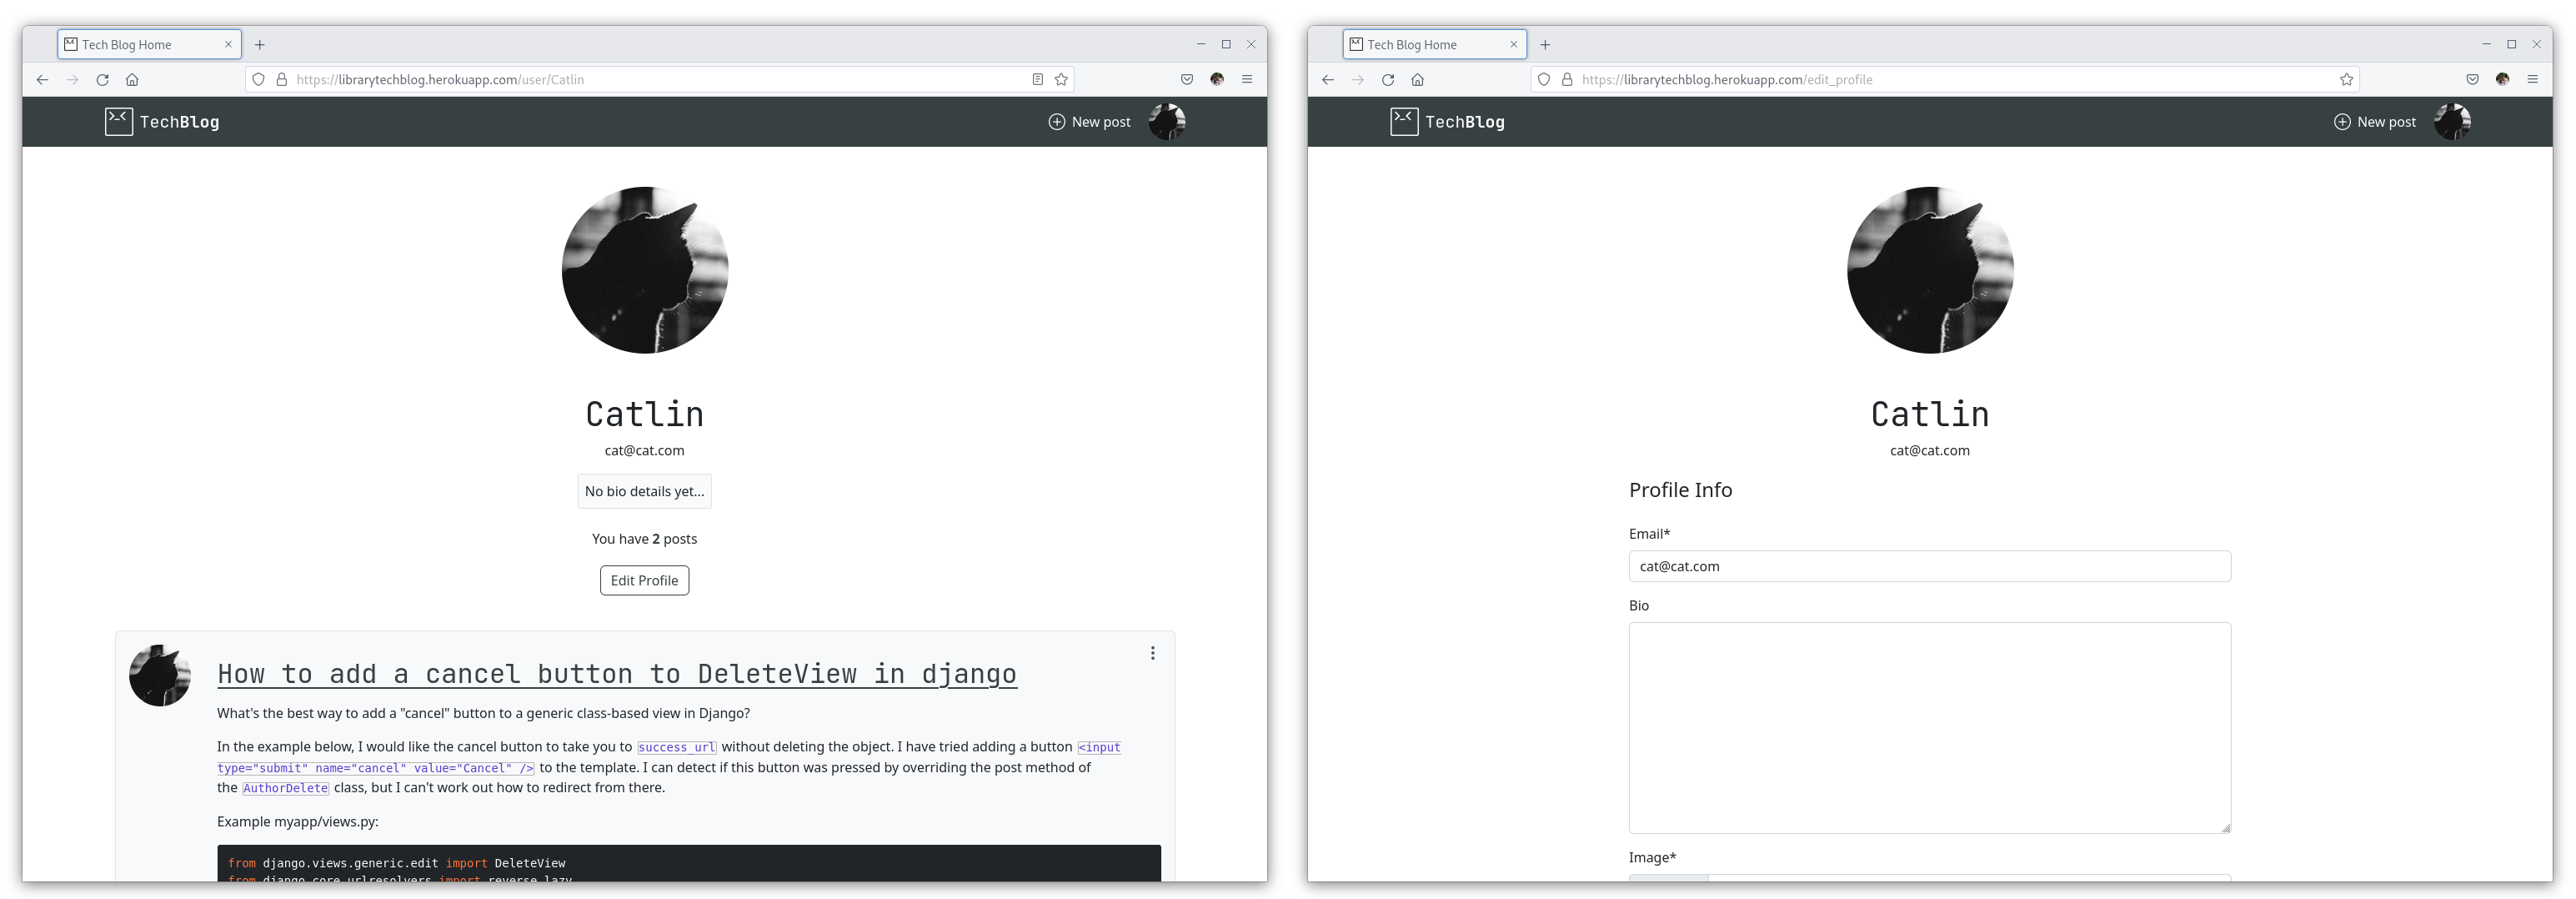 Tech Blog Home
https://librarytechblog.herokuapp.com/user/Catlin
TechBlog
New post
Catlin
cat@cat.com
No bio details yet...
You have 2 posts
Edit Profile
How to add a cancel button to DeleteView in django
What's the best way to add a "cancel" button to a generic class-based view in Django?
In the example below, I would like the cancel button to take you to success_url without deleting the object. I have tried adding a button <input
type="submit" name="cancel" value="Cancel" /> to the template. I can detect if this button was pressed by overriding the post method of
the AuthorDelete class, but I can't work out how to redirect from there.
Example myapp/views.py:
from django.views.generic.edit import DeleteView
from django.core.urlresolvers import reverse_lazy
Tech Blog Home
https://librarytechblog.herokuapp.com/edit_profile
TechBlog
New post
Catlin
cat@cat.com
Profile Info
Email*
cat@cat.com
Bio
Image*